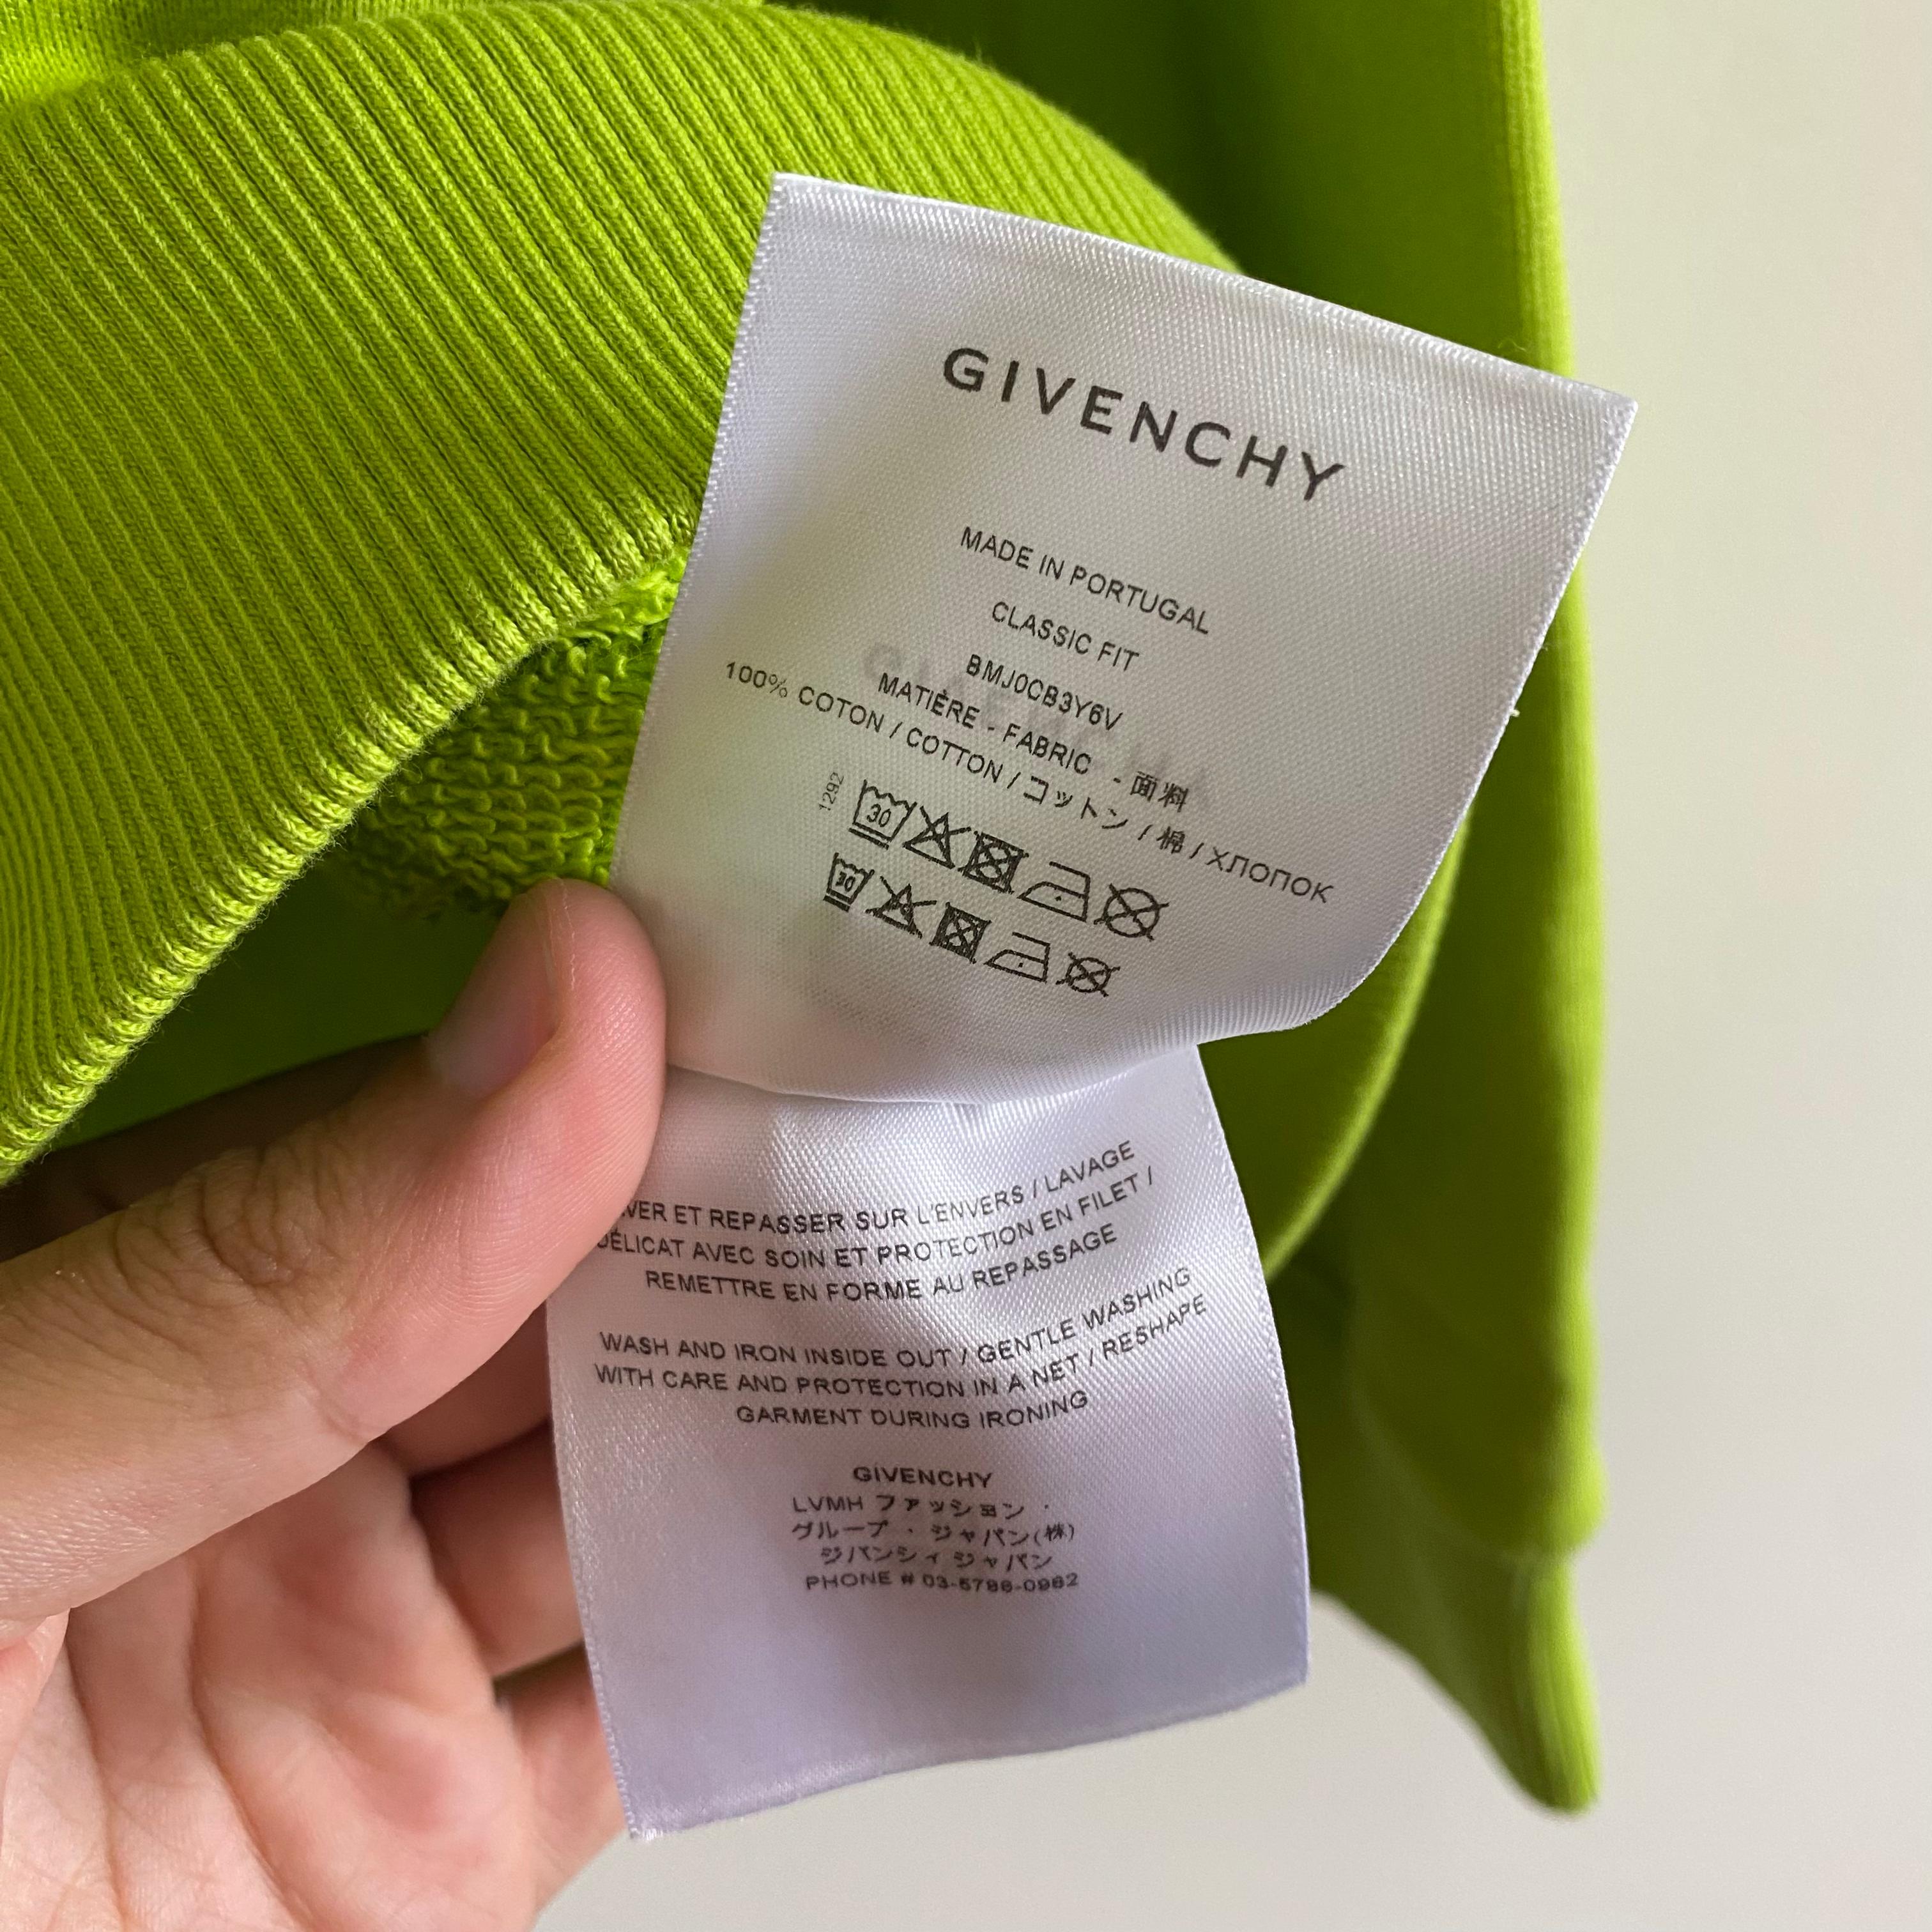 GIVENCHY
MADE IN PORTUGAL
CLASSIC FIT
BMJ0CB3Y6V
MATIÈRE - FABRIC - 面料
100% COTON / COTTON / コットン / 棉 / ХЛОПОК
1292
30
30
ET REPASSER SUR L'ENVERS / LAVAGE
DÉLICAT AVEC SOIN ET PROTECTION EN FILET /
REMETTRE EN FORME AU REPASSAGE
WASH AND IRON INSIDE OUT / GENTLE WASHING
WITH CARE AND PROTECTION IN A NET / RESHAPE
GARMENT DURING IRONING
GIVENCHY
LVMH ファッション ·
グループ · ジャパン(株)
ジバンシィ ジャパン
PHONE # 03-5786-0962